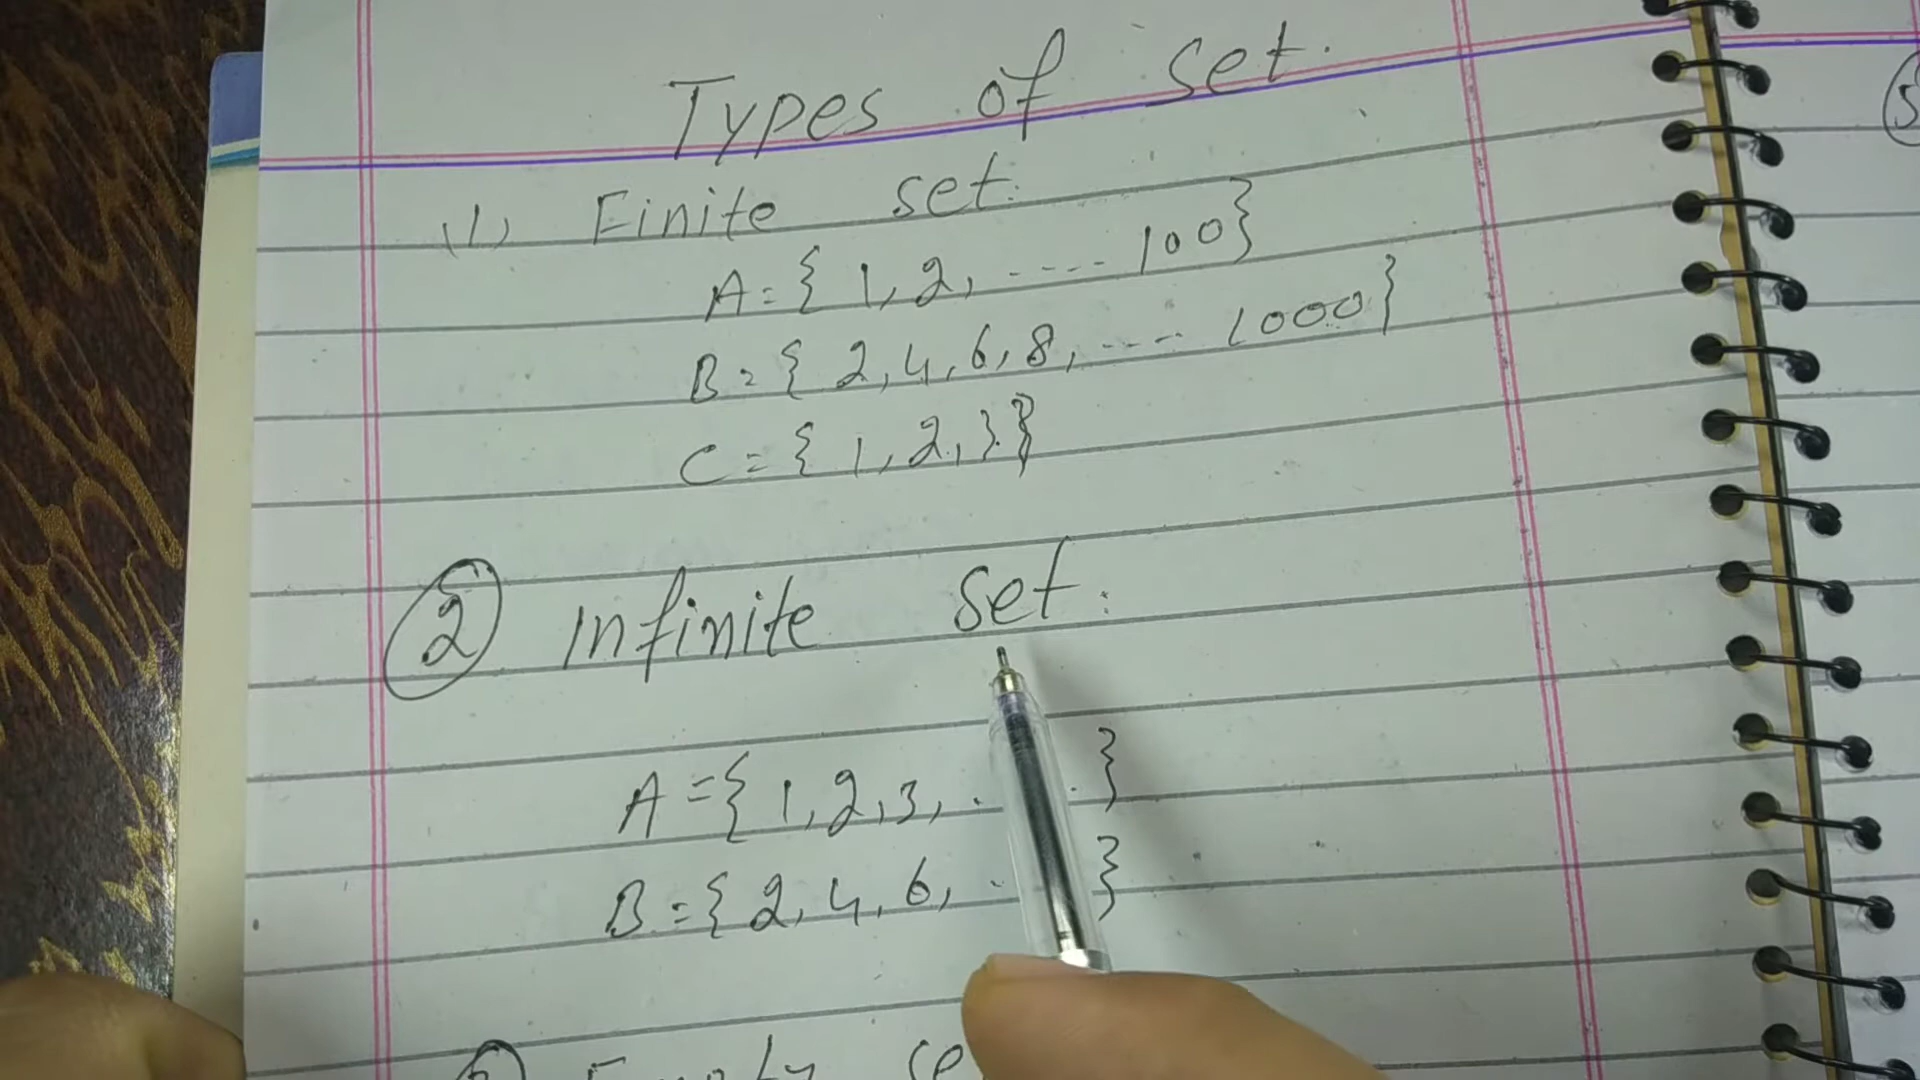 Types of set.
(1) Finite set:
A = { 1, 2, ..... 100}
B = { 2, 4, 6, 8, ..... 1000}
C = { 1, 2, 3}
② Infinite set:
A = { 1, 2, 3, . . }
B = { 2, 4, 6, .. }
Empty